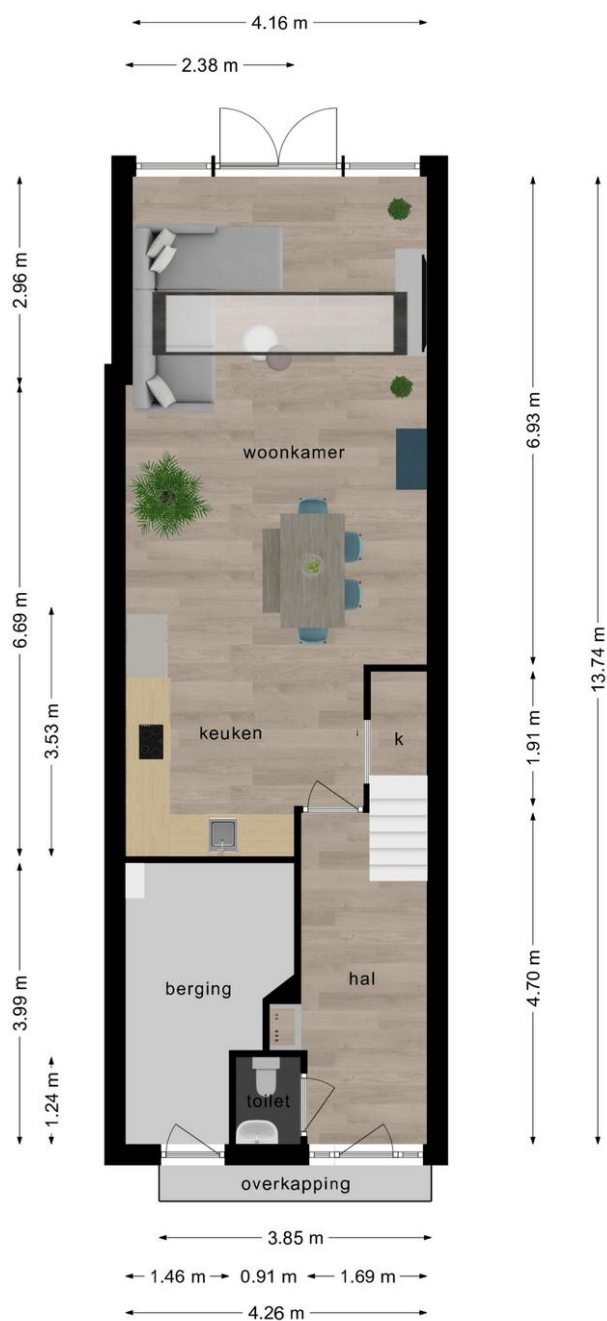 4.16 m
2.38 m
2.96 m
6.93 m
woonkamer
6.69 m
13.74 m
3.53 m
keuken
k
1.91 m
berging
hal
3.99 m
4.70 m
1.24 m
toilet
overkapping
3.85 m
1.46 m
0.91 m
1.69 m
4.26 m